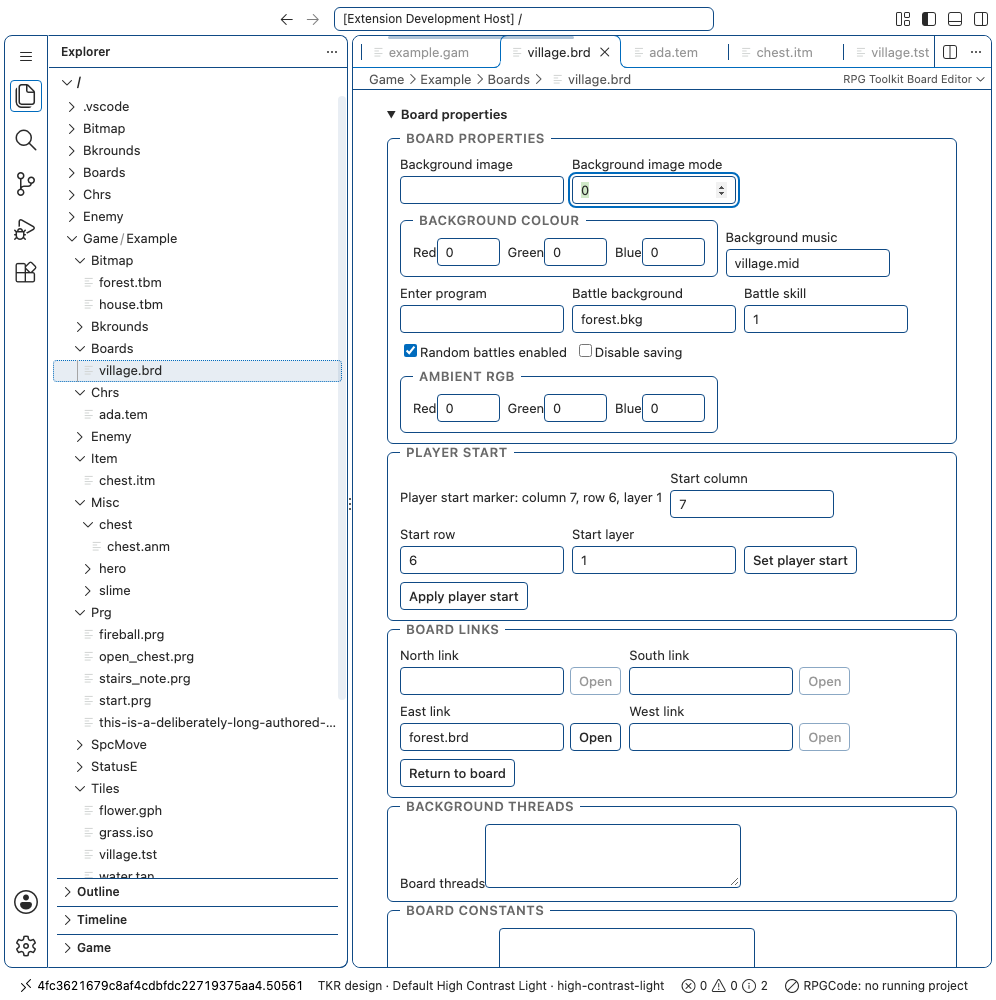 [Extension Development Host] /
Explorer
example.gam
village.brd
ada.tem
chest.itm
village.tst
Game > Example > Boards > village.brd
RPG Toolkit Board Editor
/
.vscode
Bitmap
Bkrounds
Boards
Chrs
Enemy
Game / Example
Bitmap
forest.tbm
house.tbm
Bkrounds
Boards
village.brd
Chrs
ada.tem
Enemy
Item
chest.itm
Misc
chest
chest.anm
hero
slime
Prg
fireball.prg
open_chest.prg
stairs_note.prg
start.prg
this-is-a-deliberately-long-authored-...
SpcMove
StatusE
Tiles
flower.gph
grass.iso
village.tst
water.tan
Outline
Timeline
Game
Board properties
BOARD PROPERTIES
Background image
Background image mode
0
BACKGROUND COLOUR
Red 0 Green 0 Blue 0
Background music
village.mid
Enter program
Battle background
Battle skill
forest.bkg
1
Random battles enabled
Disable saving
AMBIENT RGB
Red 0 Green 0 Blue 0
PLAYER START
Player start marker: column 7, row 6, layer 1
Start column
7
Start row
Start layer
6
1
Set player start
Apply player start
BOARD LINKS
North link
South link
Open
Open
East link
West link
forest.brd
Open
Open
Return to board
BACKGROUND THREADS
Board threads
BOARD CONSTANTS
4fc3621679c8af4cdbfdc22719375aa4.50561
TKR design · Default High Contrast Light · high-contrast-light
0 0 2
RPGCode: no running project